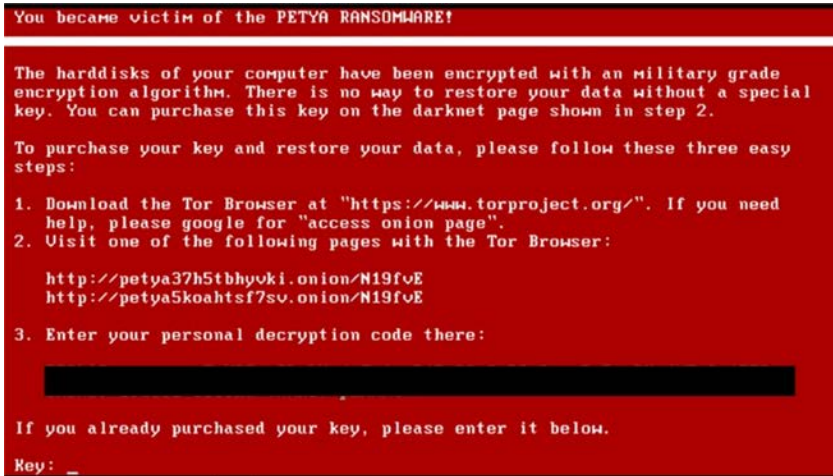 You became victim of the PETYA RANSOMWARE!
The harddisks of your computer have been encrypted with an military grade
encryption algorithm. There is no way to restore your data without a special
key. You can purchase this key on the darknet page shown in step 2.
To purchase your key and restore your data, please follow these three easy
steps:
1. Download the Tor Browser at "https://www.torproject.org/". If you need
help, please google for "access onion page".
2. Visit one of the following pages with the Tor Browser:
http://petya37h5tbhyvki.onion/N19fvE
http://petya5koahtsf7sv.onion/N19fvE
3. Enter your personal decryption code there:
If you already purchased your key, please enter it below.
Key: _